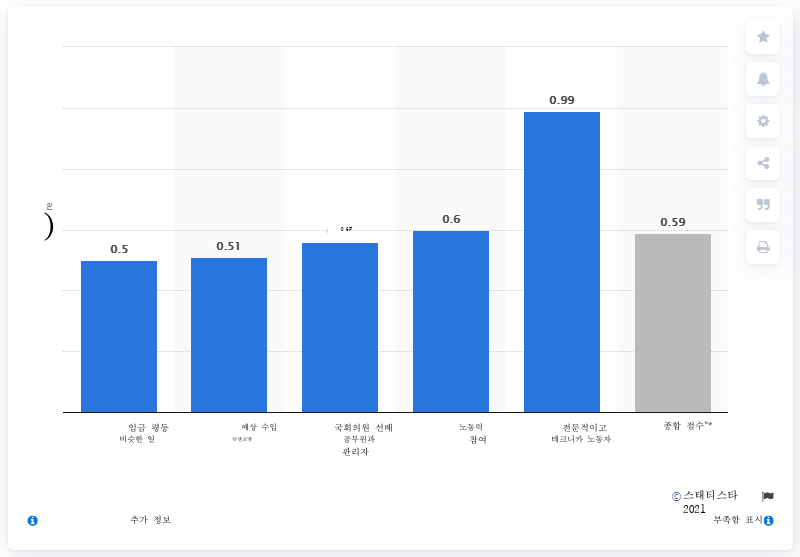 0.99
0.6
0.59
0.5
0.51
임금 평등
비슷한 일
예상 수입
국회의원 선배
공무원과
관리자
노동력
참여
전문적이고
테크니카 노동자
종합 점수"*
© 스태티스타
2021
추가 정보
부족함 표시